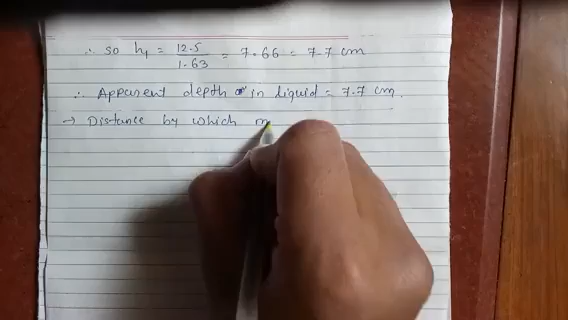 ∴ so h₁ = 12.5/1.63 = 7.66 = 7.7 cm
∴ Apparent depth in liquid = 7.7 cm.
→ Distance by which m